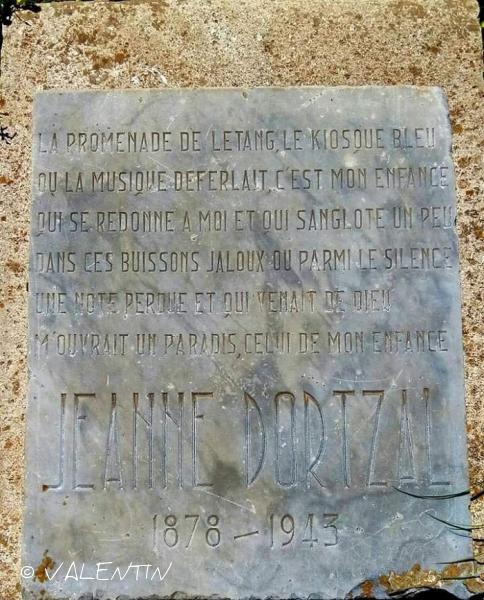 LA PROMENADE DE LETANG, LE KIOSQUE BLEU
OU LA MUSIQUE DEFERLAIT, C'EST MON ENFANCE
QUI SE REDONNE A MOI ET QUI SANGLOTE UN PEU
DANS CES BUISSONS JALOUX OU PARMI LE SILENCE
UNE NOTE PERDUE ET QUI VENAIT DE DIEU
M'OUVRAIT UN PARADIS, CELUI DE MON ENFANCE
JEANNE DORTZAL
1878 - 1943
© VALENTIN